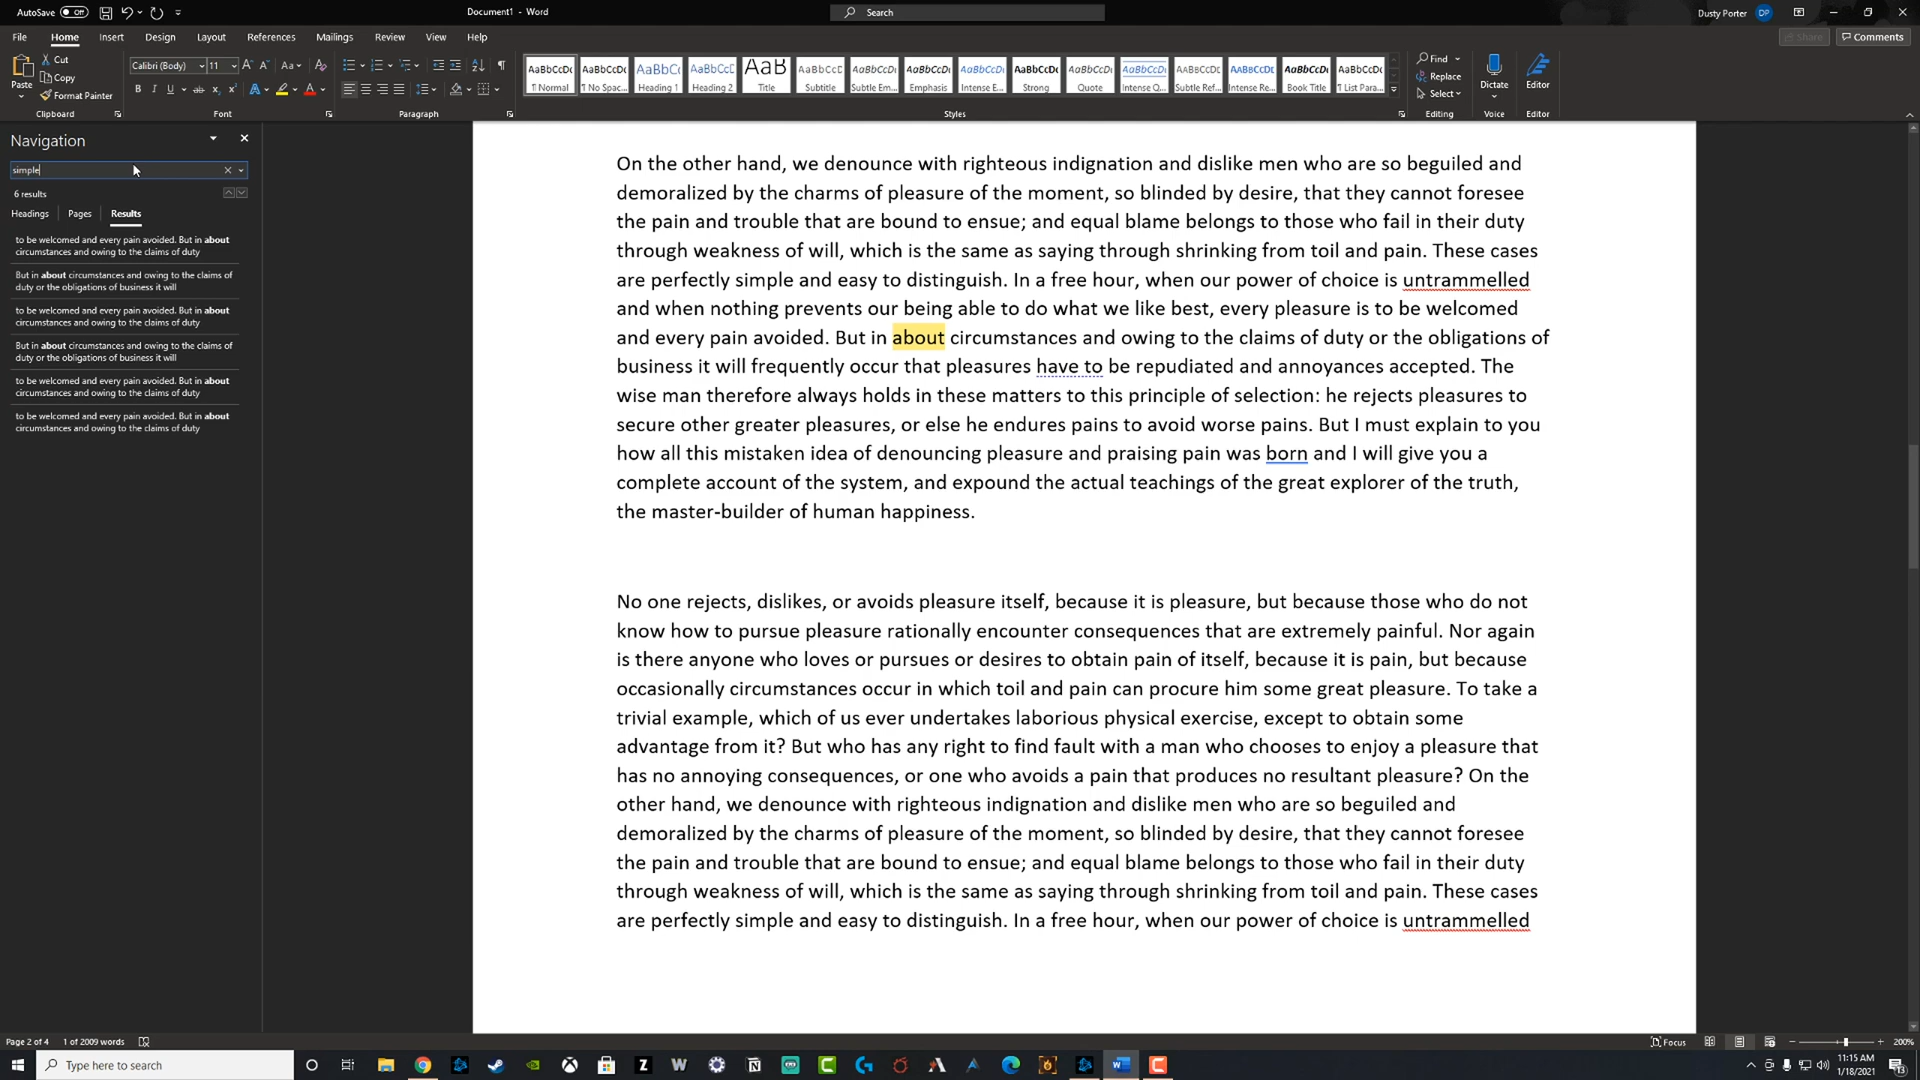 AutoSave Off
Document1 - Word
Search
Dusty Porter DP
File Home Insert Design Layout References Mailings Review View Help
Share Comments
Paste
Cut
Copy
Format Painter
Calibri (Body) 11
AaBbCcDc ¶ Normal
AaBbCcDc ¶ No Spac...
AaBbC Heading 1
AaBbCcD Heading 2
AaB Title
AaBbCcD Subtitle
AaBbCcDt Subtle Em...
AaBbCcDt Emphasis
AaBbCcDt Intense E...
AaBbCcDc Strong
AaBbCcDt Quote
AaBbCcDt Intense Q...
AABBCCDE Subtle Ref...
AABBCCDE Intense Re...
AaBbCcDt Book Title
AaBbCcDc ¶ List Para...
Find
Replace
Select
Dictate
Editor
Clipboard Font Paragraph Styles Editing Voice Editor
Navigation
simple
6 results
Headings Pages Results
to be welcomed and every pain avoided. But in about
circumstances and owing to the claims of duty
But in about circumstances and owing to the claims of
duty or the obligations of business it will
to be welcomed and every pain avoided. But in about
circumstances and owing to the claims of duty
But in about circumstances and owing to the claims of
duty or the obligations of business it will
to be welcomed and every pain avoided. But in about
circumstances and owing to the claims of duty
to be welcomed and every pain avoided. But in about
circumstances and owing to the claims of duty
On the other hand, we denounce with righteous indignation and dislike men who are so beguiled and
demoralized by the charms of pleasure of the moment, so blinded by desire, that they cannot foresee
the pain and trouble that are bound to ensue; and equal blame belongs to those who fail in their duty
through weakness of will, which is the same as saying through shrinking from toil and pain. These cases
are perfectly simple and easy to distinguish. In a free hour, when our power of choice is untrammelled
and when nothing prevents our being able to do what we like best, every pleasure is to be welcomed
and every pain avoided. But in about circumstances and owing to the claims of duty or the obligations of
business it will frequently occur that pleasures have to be repudiated and annoyances accepted. The
wise man therefore always holds in these matters to this principle of selection: he rejects pleasures to
secure other greater pleasures, or else he endures pains to avoid worse pains. But I must explain to you
how all this mistaken idea of denouncing pleasure and praising pain was born and I will give you a
complete account of the system, and expound the actual teachings of the great explorer of the truth,
the master-builder of human happiness.
No one rejects, dislikes, or avoids pleasure itself, because it is pleasure, but because those who do not
know how to pursue pleasure rationally encounter consequences that are extremely painful. Nor again
is there anyone who loves or pursues or desires to obtain pain of itself, because it is pain, but because
occasionally circumstances occur in which toil and pain can procure him some great pleasure. To take a
trivial example, which of us ever undertakes laborious physical exercise, except to obtain some
advantage from it? But who has any right to find fault with a man who chooses to enjoy a pleasure that
has no annoying consequences, or one who avoids a pain that produces no resultant pleasure? On the
other hand, we denounce with righteous indignation and dislike men who are so beguiled and
demoralized by the charms of pleasure of the moment, so blinded by desire, that they cannot foresee
the pain and trouble that are bound to ensue; and equal blame belongs to those who fail in their duty
through weakness of will, which is the same as saying through shrinking from toil and pain. These cases
are perfectly simple and easy to distinguish. In a free hour, when our power of choice is untrammelled
Page 2 of 4 1 of 2009 words
Focus
200%
Type here to search
11:15 AM
1/18/2021